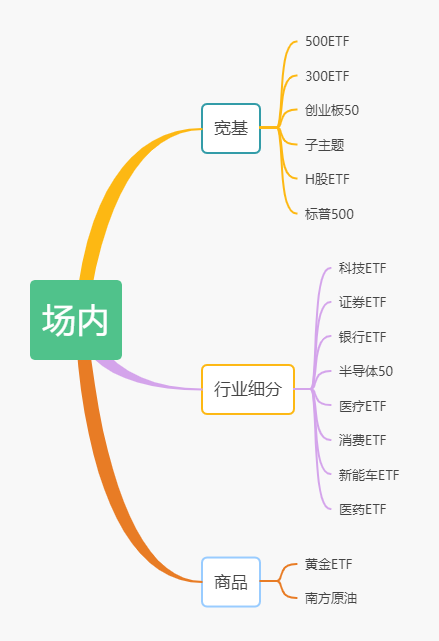 场内
宽基
500ETF
300ETF
创业板50
子主题
H股ETF
标普500
行业细分
科技ETF
证券ETF
银行ETF
半导体50
医疗ETF
消费ETF
新能车ETF
医药ETF
商品
黄金ETF
南方原油